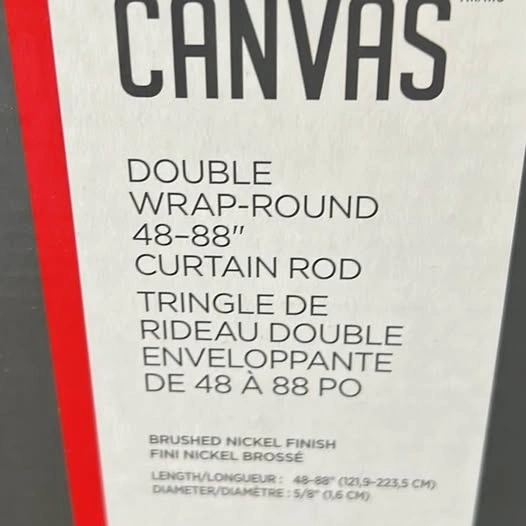 CANVAS
DOUBLE
WRAP-ROUND
48-88"
CURTAIN ROD
TRINGLE DE
RIDEAU DOUBLE
ENVELOPPANTE
DE 48 À 88 PO
BRUSHED NICKEL FINISH
FINI NICKEL BROSSÉ
LENGTH/LONGUEUR : 48-88" (121,9-223,5 CM)
DIAMETER/DIAMÈTRE : 5/8" (1,6 CM)